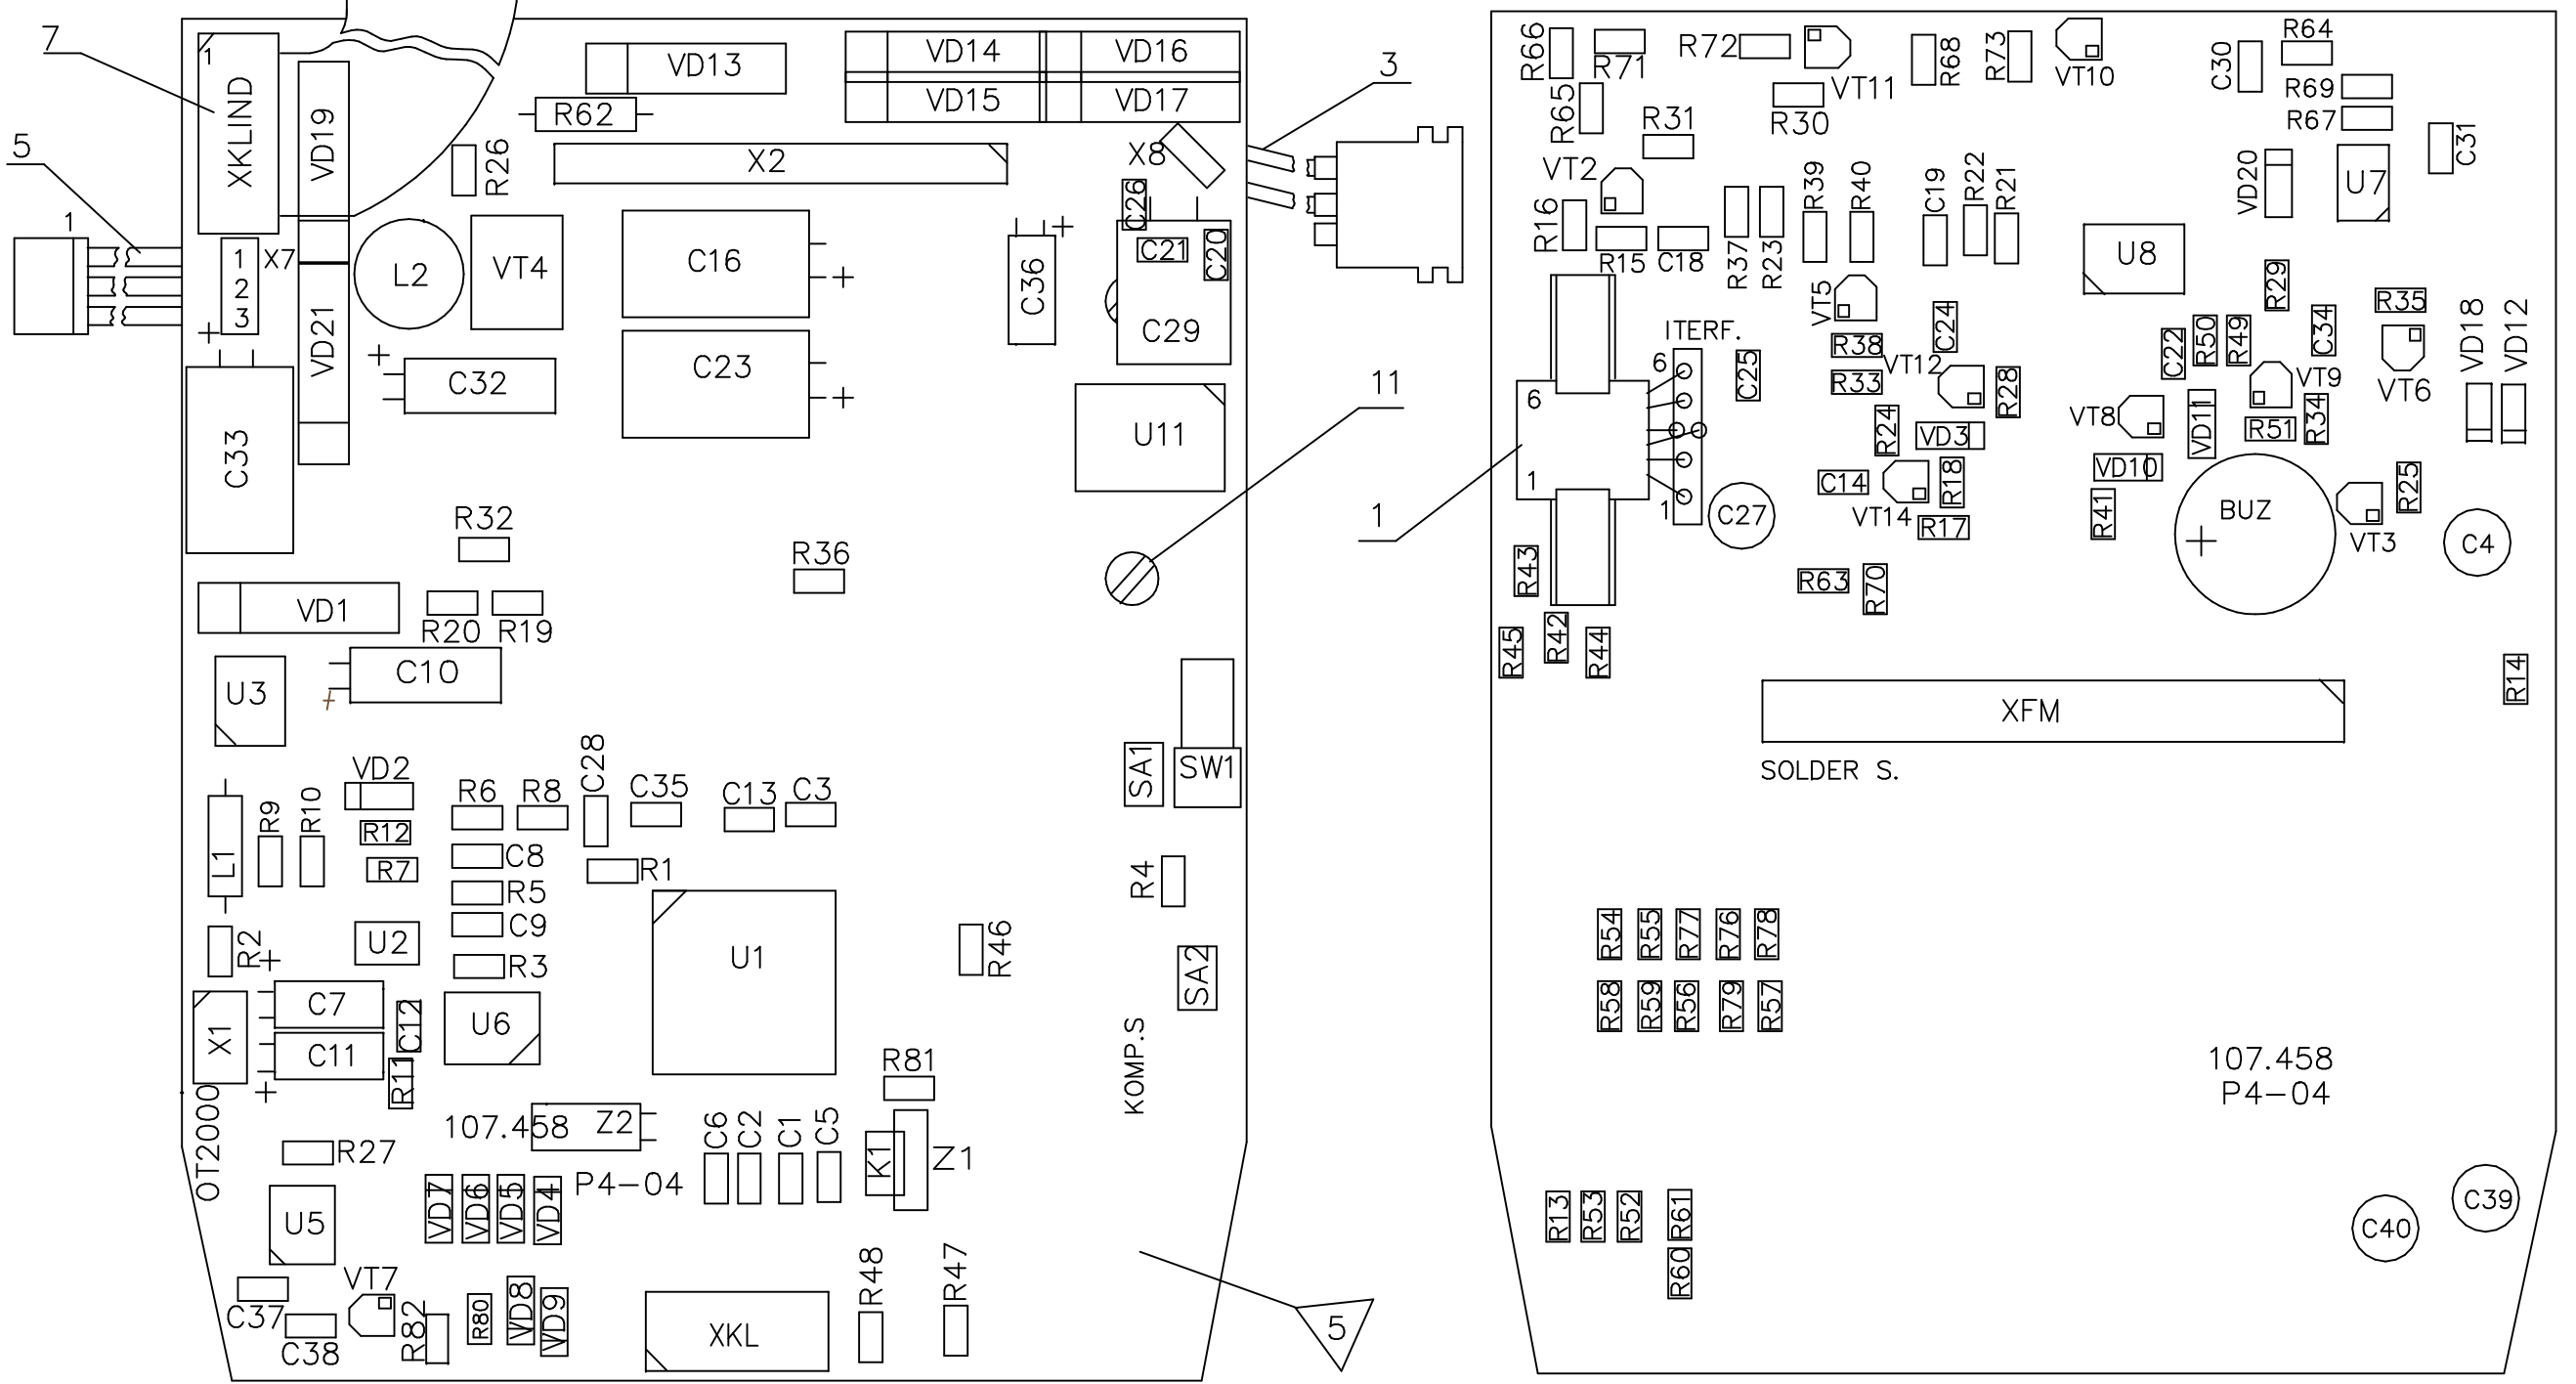 7
5
1
XKLIND
1
VD19
VD13
R62
VD14
VD16
VD15
VD17
3
R26
X2
X8
C26
C21
C20
1
2
3
X7
+
L2
VT4
C16
+
C36
+
C29
VD21
+
C32
C23
+
U11
11
C33
R32
R36
VD1
R20
R19
C10
+
U3
VD2
R6
R8
C28
C35
C13
C3
SA1
SW1
R9
R10
R12
L1
R7
C8
R5
R1
R4
C9
R2
+
U2
R3
U1
R46
SA2
C7
C12
X1
C11
+
R11
U6
KOMP.S
R81
OT2000
107.458
Z2
C6
C2
C1
C5
K1
Z1
R27
VD7
VD6
VD5
VD4
P4-04
U5
C37
C38
VT7
R82
R80
VD8
VD9
XKL
R48
R47
5
R66
R71
R72
VT11
R68
R73
VT10
C30
R64
R69
R67
R65
R31
R30
C31
VT2
R16
R15
C18
R37
R23
R39
R40
C19
R22
R21
VD20
U7
U8
VT5
ITERF.
6
6
1
1
1
C25
R38
R33
C24
VT12
R28
R24
VD3
C14
VT14
R18
R17
C27
R29
R35
C22
R50
R49
C34
VT6
VD18
VD12
VT9
VT8
VD11
R51
R34
VD10
R41
BUZ
+
VT3
R25
C4
R43
R63
R70
R45
R42
R44
R14
XFM
SOLDER S.
R54
R55
R77
R76
R78
R58
R59
R56
R79
R57
107.458
P4-04
R13
R53
R52
R61
R60
C40
C39